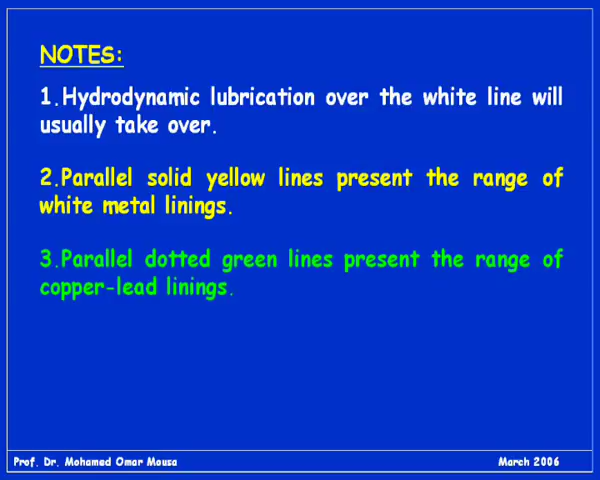 NOTES:
1.Hydrodynamic lubrication over the white line will
usually take over.
2.Parallel solid yellow lines present the range of
white metal linings.
3.Parallel dotted green lines present the range of
copper-lead linings.
Prof. Dr. Mohamed Omar Mousa
March 2006